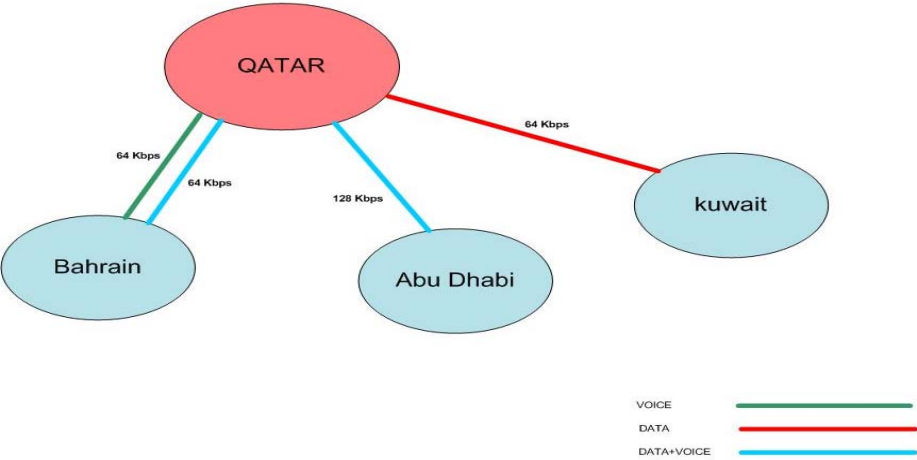 QATAR
64 Kbps
64 Kbps
64 Kbps
128 Kbps
kuwait
Bahrain
Abu Dhabi
VOICE
DATA
DATA+VOICE